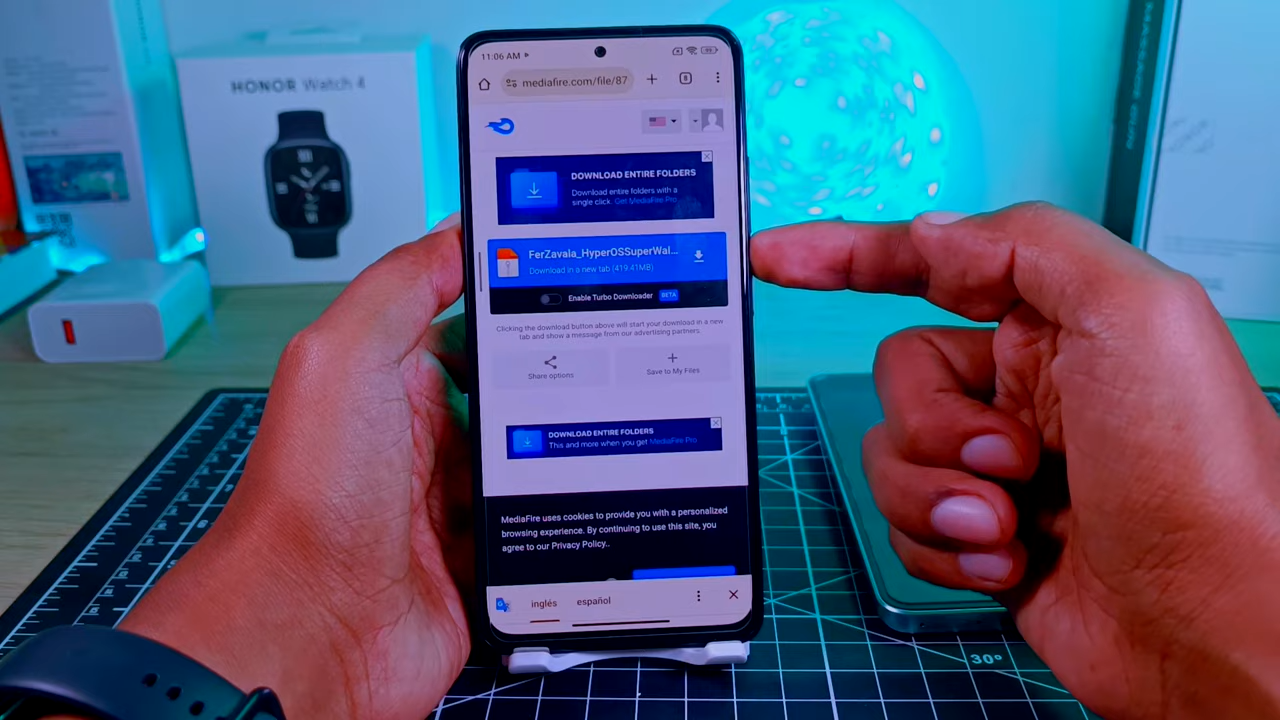 HONOR Watch 4
11:06 AM
mediafire.com/file/87
8
DOWNLOAD ENTIRE FOLDERS
Download entire folders with a
single click. Get MediaFire Pro
FerZavala_HyperOSSuperWal...
Download in a new tab (419.41MB)
Enable Turbo Downloader BETA
Clicking the download button above will start your download in a new
tab and show a message from our advertising partners.
Share options
Save to My Files
DOWNLOAD ENTIRE FOLDERS
This and more when you get MediaFire Pro
MediaFire uses cookies to provide you with a personalized
browsing experience. By continuing to use this site, you
agree to our Privacy Policy..
inglés español
30°